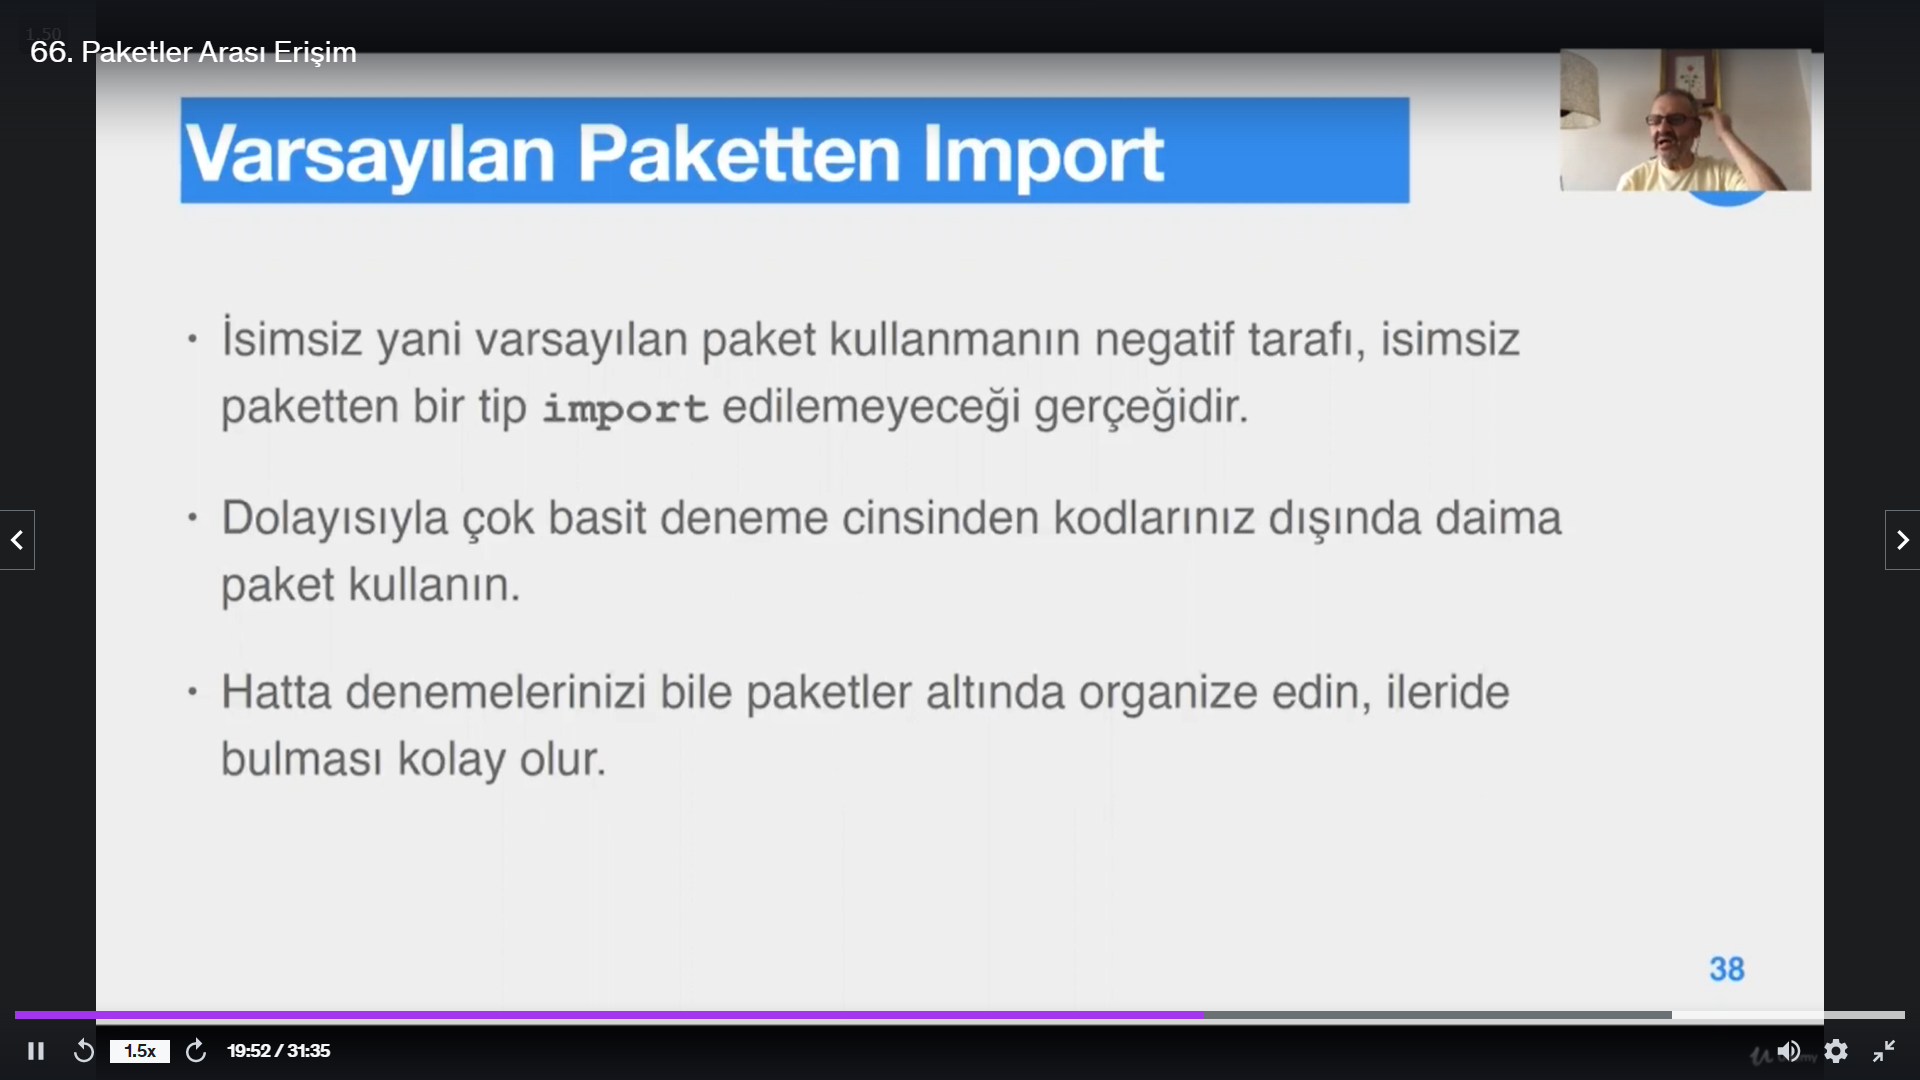 1.50
66. Paketler Arası Erişim
Varsayılan Paketten Import
• İsimsiz yani varsayılan paket kullanmanın negatif tarafı, isimsiz
paketten bir tip import edilemeyeceği gerçeğidir.
• Dolayısıyla çok basit deneme cinsinden kodlarınız dışında daima
paket kullanın.
• Hatta denemelerinizi bile paketler altında organize edin, ileride
bulması kolay olur.
38
1.5x
19:52 / 31:35